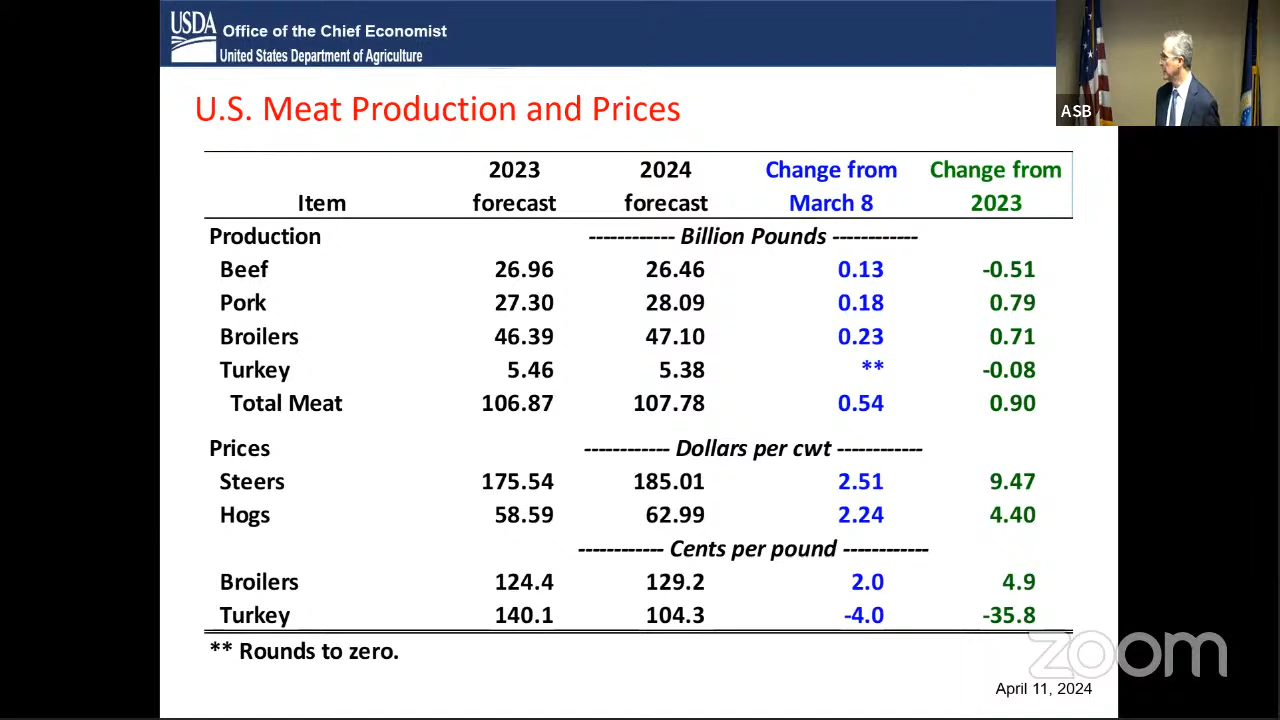 USDA Office of the Chief Economist
United States Department of Agriculture
ASB
U.S. Meat Production and Prices
2023 2024 Change from Change from
Item forecast forecast March 8 2023
Production ------------ Billion Pounds ------------
Beef 26.96 26.46 0.13 -0.51
Pork 27.30 28.09 0.18 0.79
Broilers 46.39 47.10 0.23 0.71
Turkey 5.46 5.38 ** -0.08
Total Meat 106.87 107.78 0.54 0.90
Prices ------------ Dollars per cwt ------------
Steers 175.54 185.01 2.51 9.47
Hogs 58.59 62.99 2.24 4.40
------------ Cents per pound ------------
Broilers 124.4 129.2 2.0 4.9
Turkey 140.1 104.3 -4.0 -35.8
** Rounds to zero.
zoom
April 11, 2024